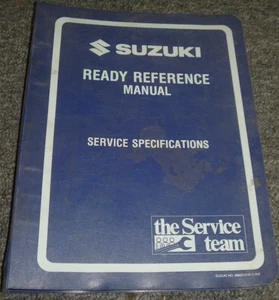 SUZUKI
READY REFERENCE
MANUAL
SERVICE SPECIFICATIONS
the Service
team